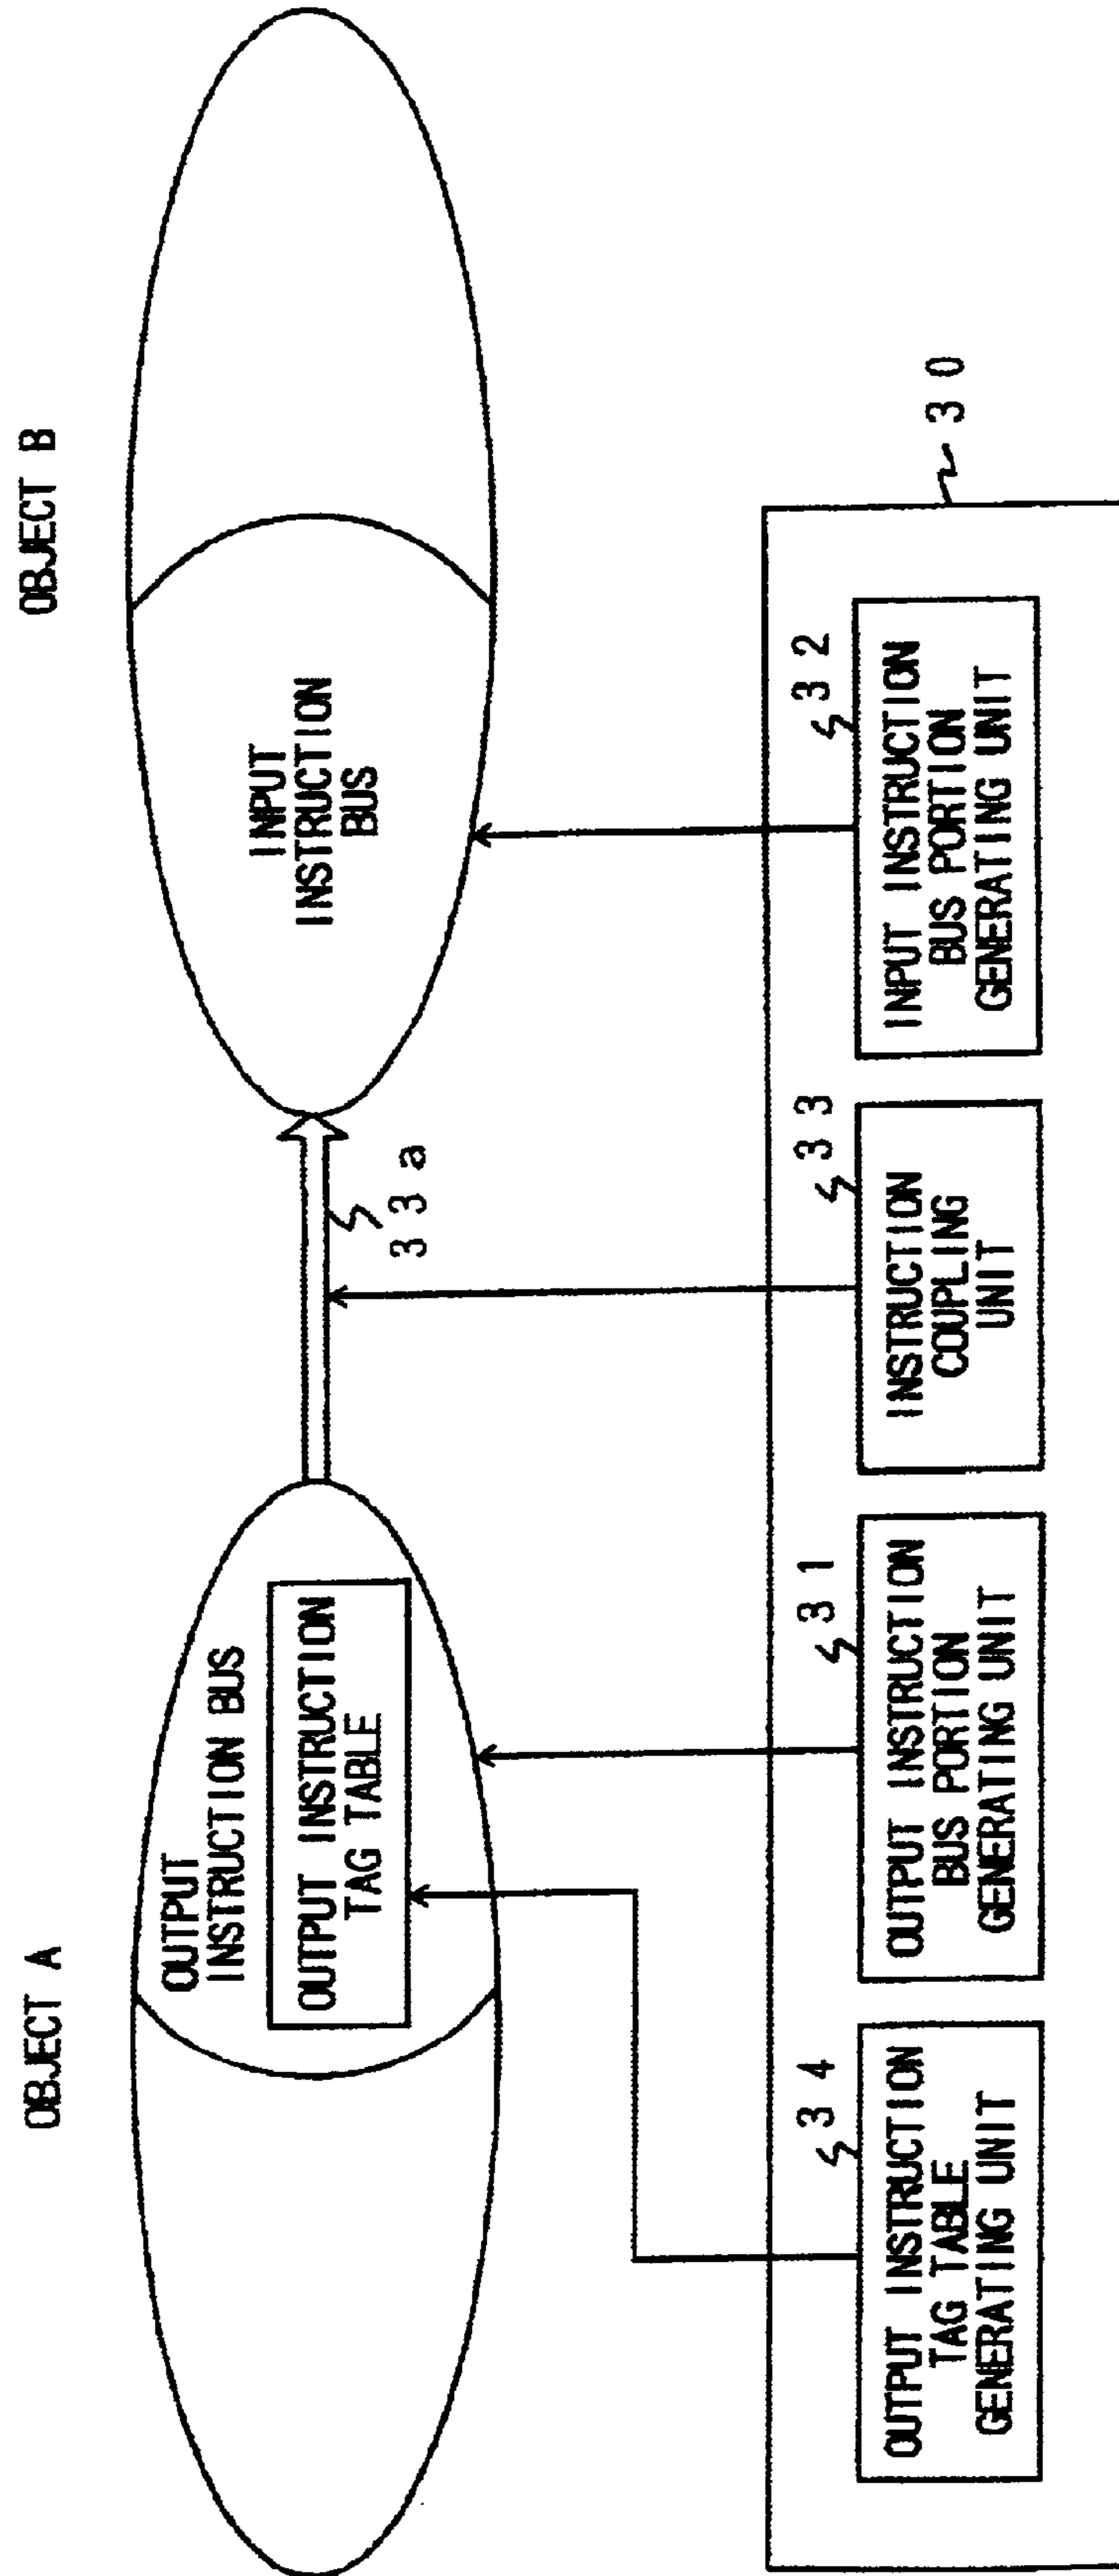 OBJECT A
OBJECT B
OUTPUT
INSTRUCTION BUS
OUTPUT INSTRUCTION
TAG TABLE
INPUT
INSTRUCTION
BUS
33a
30
34
31
33
32
OUTPUT INSTRUCTION
TAG TABLE
GENERATING UNIT
OUTPUT INSTRUCTION
BUS PORTION
GENERATING UNIT
INSTRUCTION
COUPLING
UNIT
INPUT INSTRUCTION
BUS PORTION
GENERATING UNIT